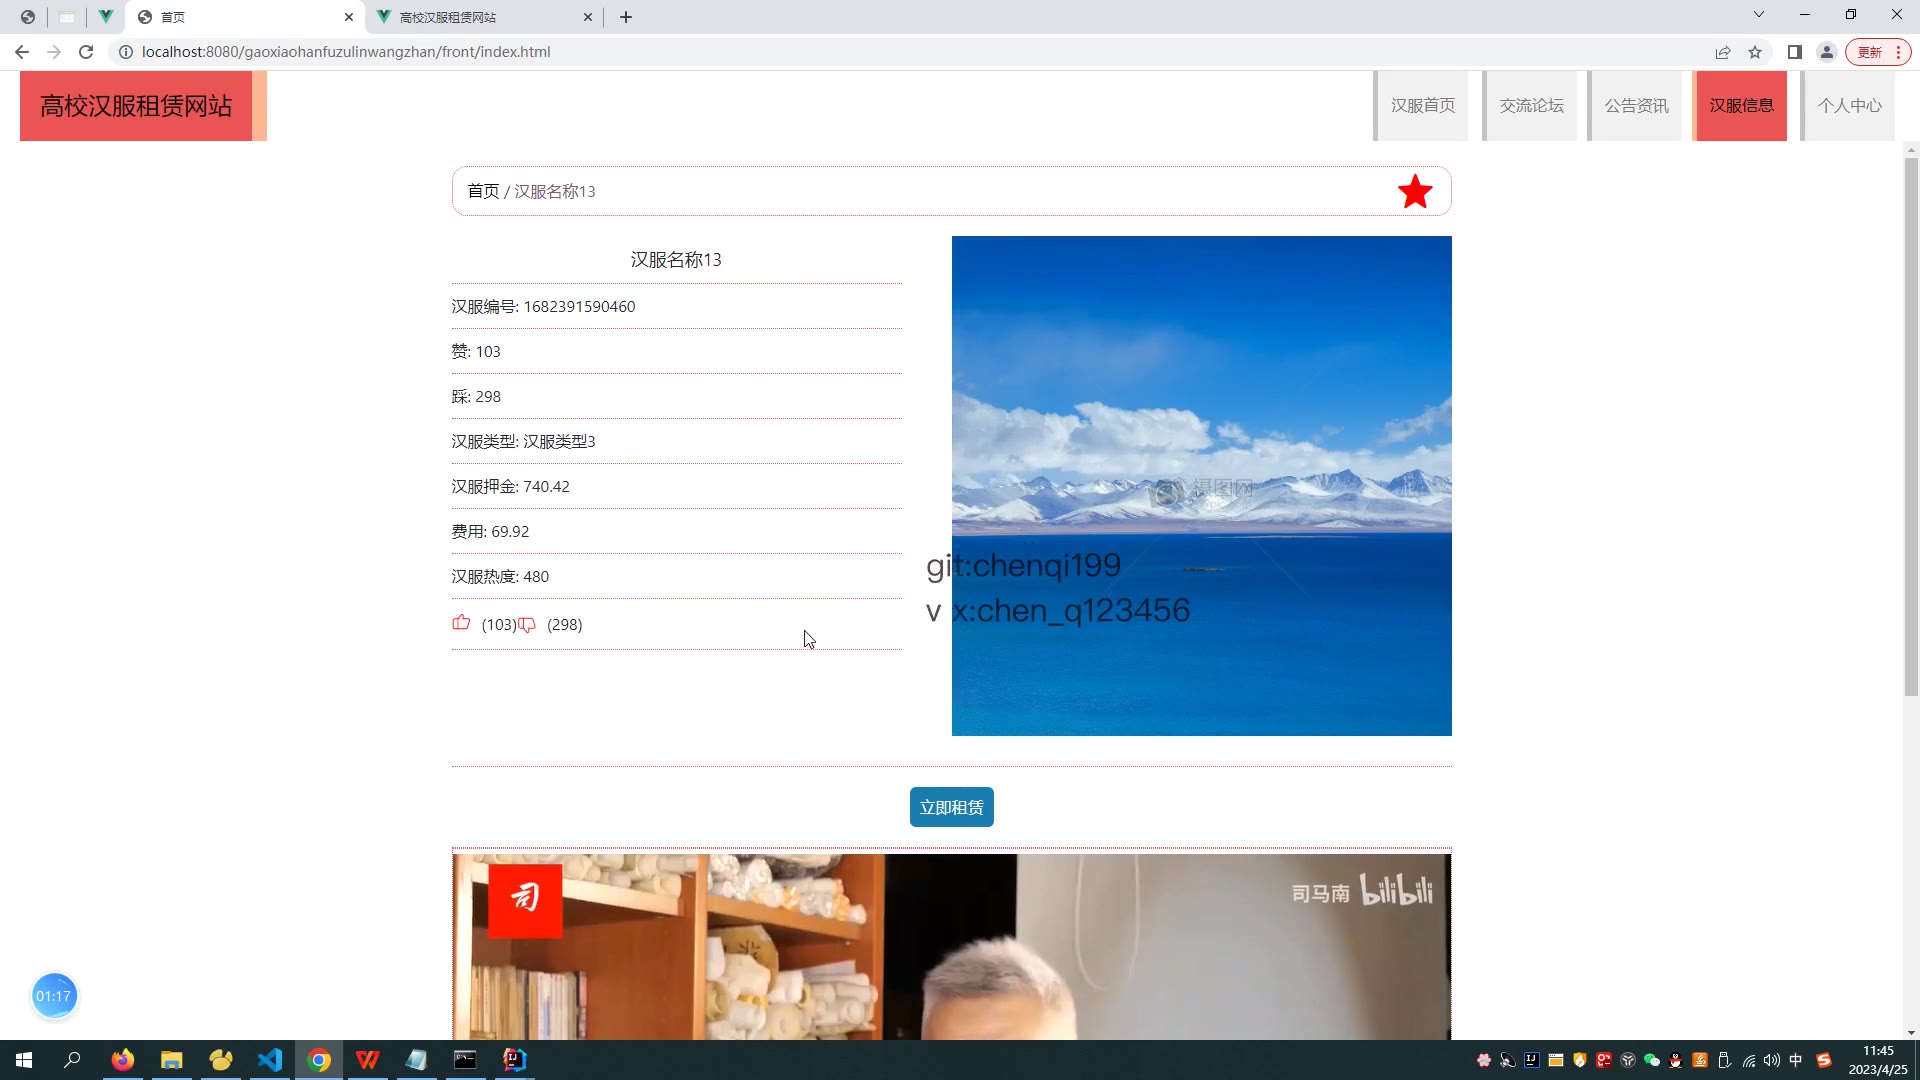 首页
高校汉服租赁网站
localhost:8080/gaoxiaohanfuzulinwangzhan/front/index.html
更新
高校汉服租赁网站
汉服首页
交流论坛
公告资讯
汉服信息
个人中心
首页 / 汉服名称13
汉服名称13
汉服编号: 1682391590460
赞: 103
踩: 298
汉服类型: 汉服类型3
汉服押金: 740.42
费用: 69.92
汉服热度: 480
(103) (298)
摄图网
git:chenqi199
v x:chen_q123456
立即租赁
司
司马南 bilibili
01:17
中
11:45
2023/4/25